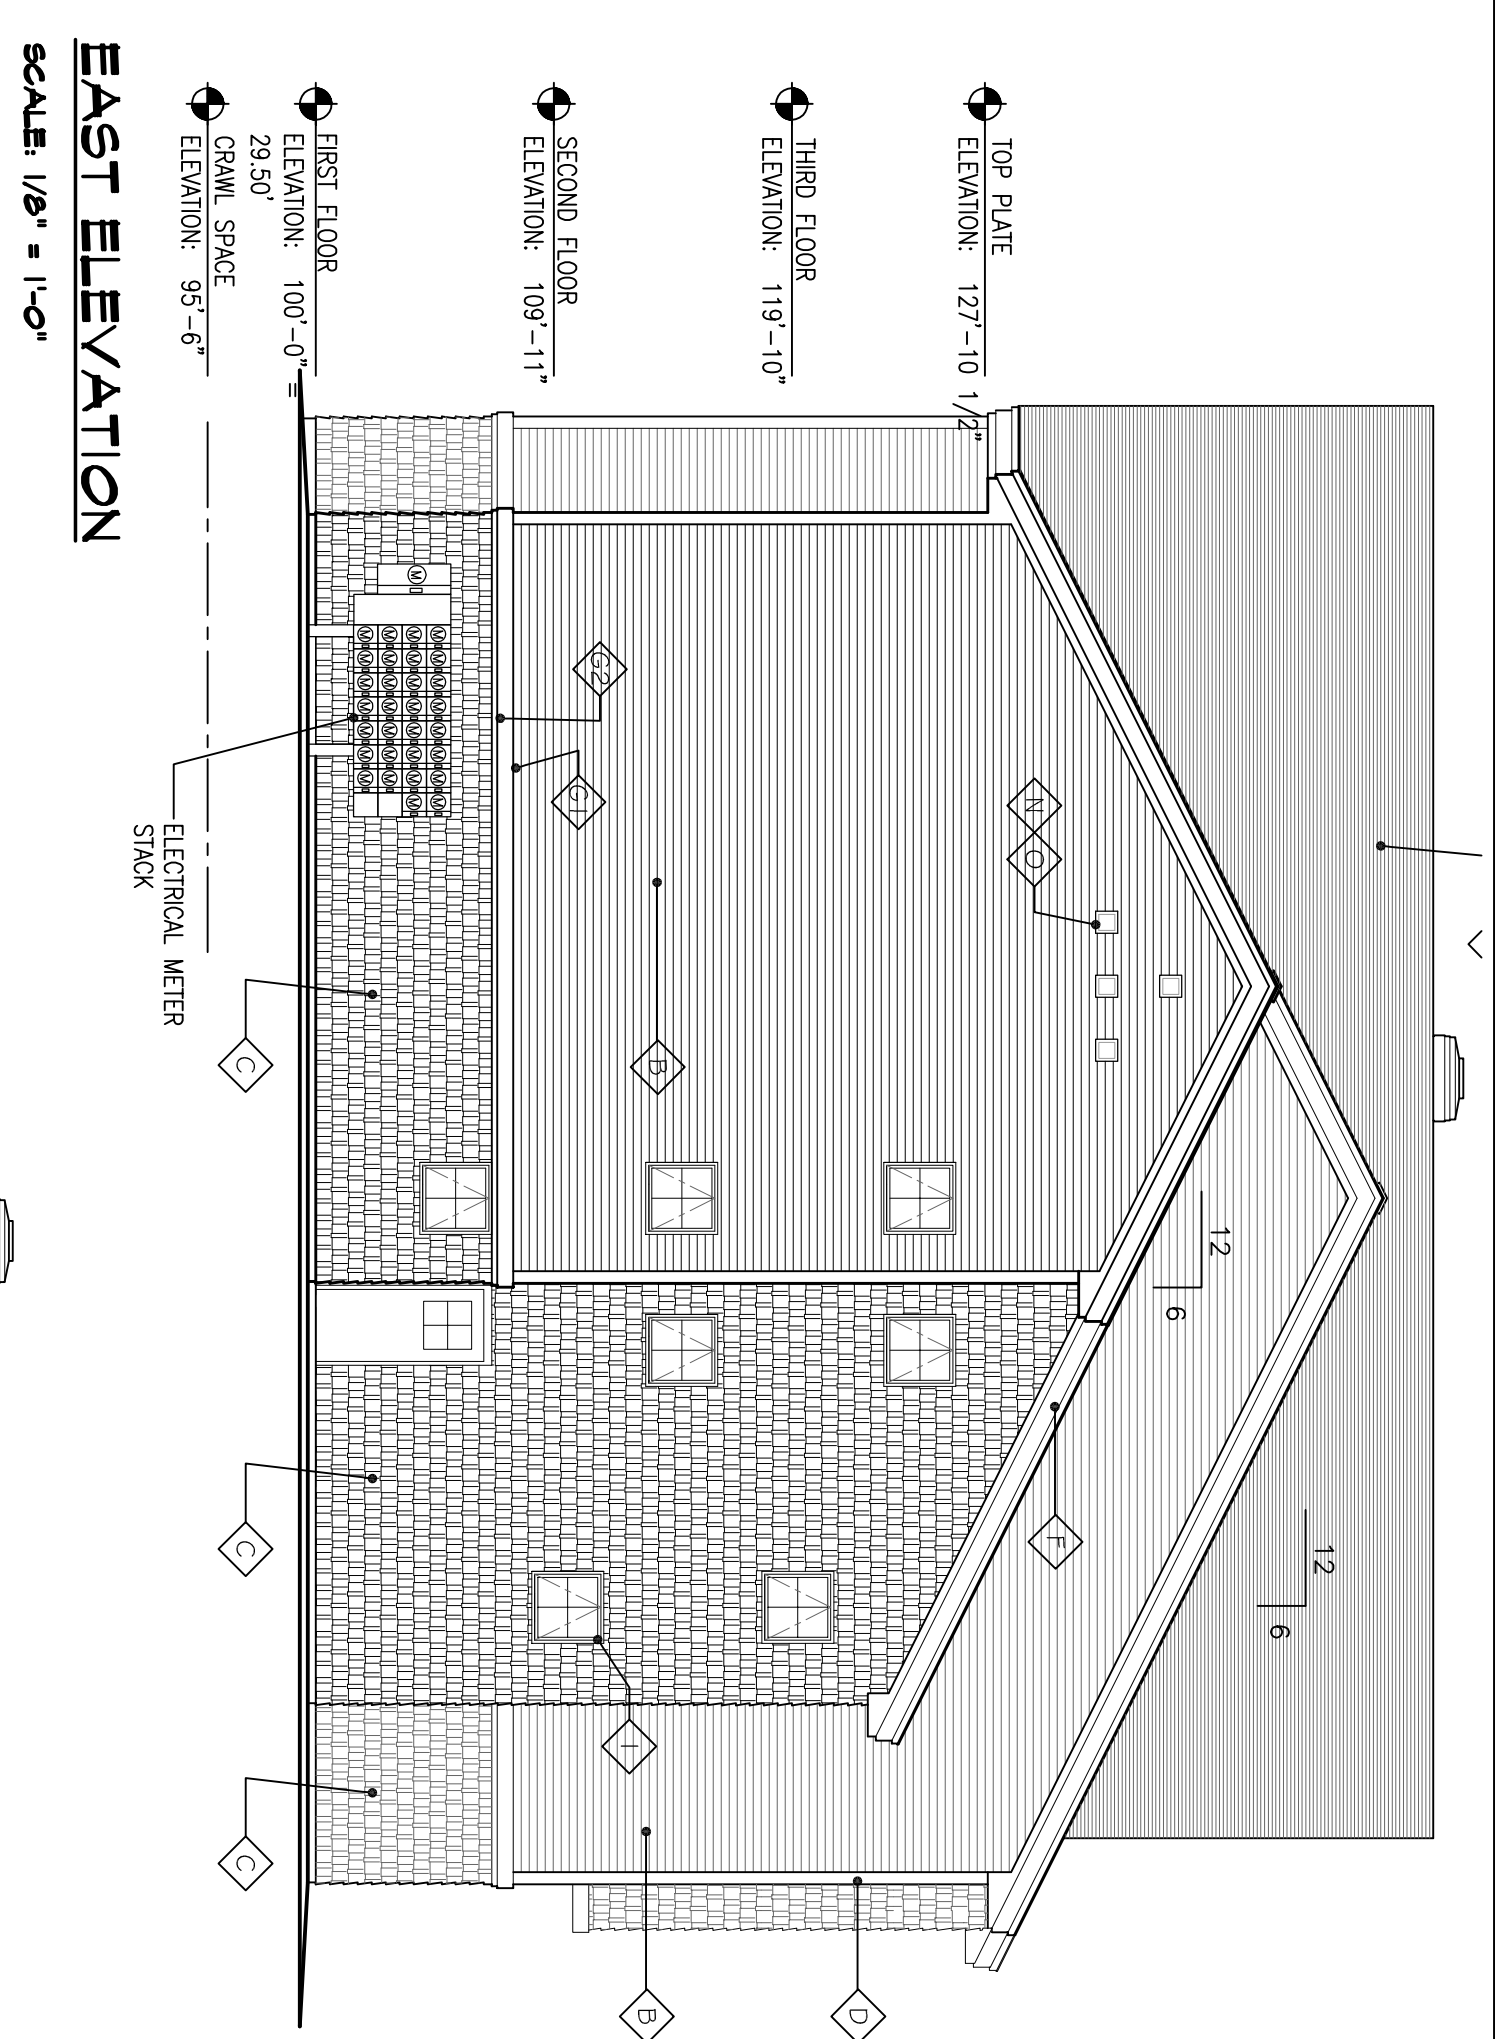 12
6
12
6
TOP PLATE
ELEVATION: 127'-10 1/2"
N
O
F
D
THIRD FLOOR
ELEVATION: 119'-10"
G2
G1
B
I
B
SECOND FLOOR
ELEVATION: 109'-11"
M
M M M M M M M M
M M M M M M M M
M M M M M M M
M M M M M M M
FIRST FLOOR
ELEVATION: 100'-0" =
29.50'
CRAWL SPACE
ELEVATION: 95'-6"
C
C
C
ELECTRICAL METER
STACK
EAST ELEVATION
SCALE: 1/8" = 1'-0"